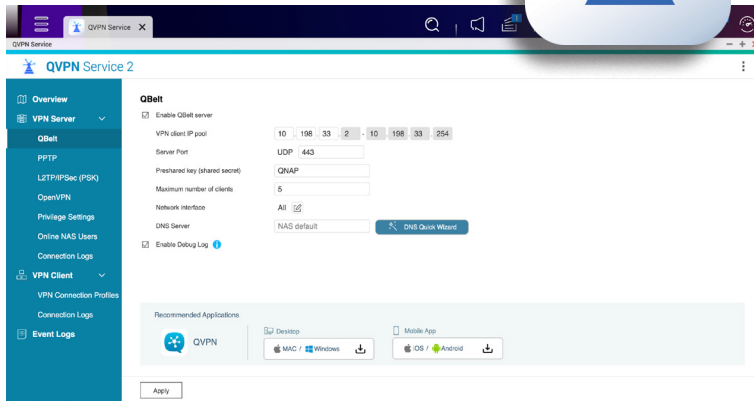 QVPN Service X
QVPN Service
QVPN Service 2
Overview
VPN Server
QBelt
PPTP
L2TP/IPSec (PSK)
OpenVPN
Privilege Settings
Online NAS Users
Connection Logs
VPN Client
VPN Connection Profiles
Connection Logs
Event Logs
QBelt
Enable QBelt server
VPN client IP pool 10 . 198 . 33 . 2 - 10 . 198 . 33 . 254
Server Port UDP 443
Preshared key (shared secret) QNAP
Maximum number of clients 5
Network interface All
DNS Server NAS default DNS Quick Wizard
Enable Debug Log i
Recommended Applications
QVPN
Desktop
MAC / Windows
Mobile App
iOS / Android
Apply